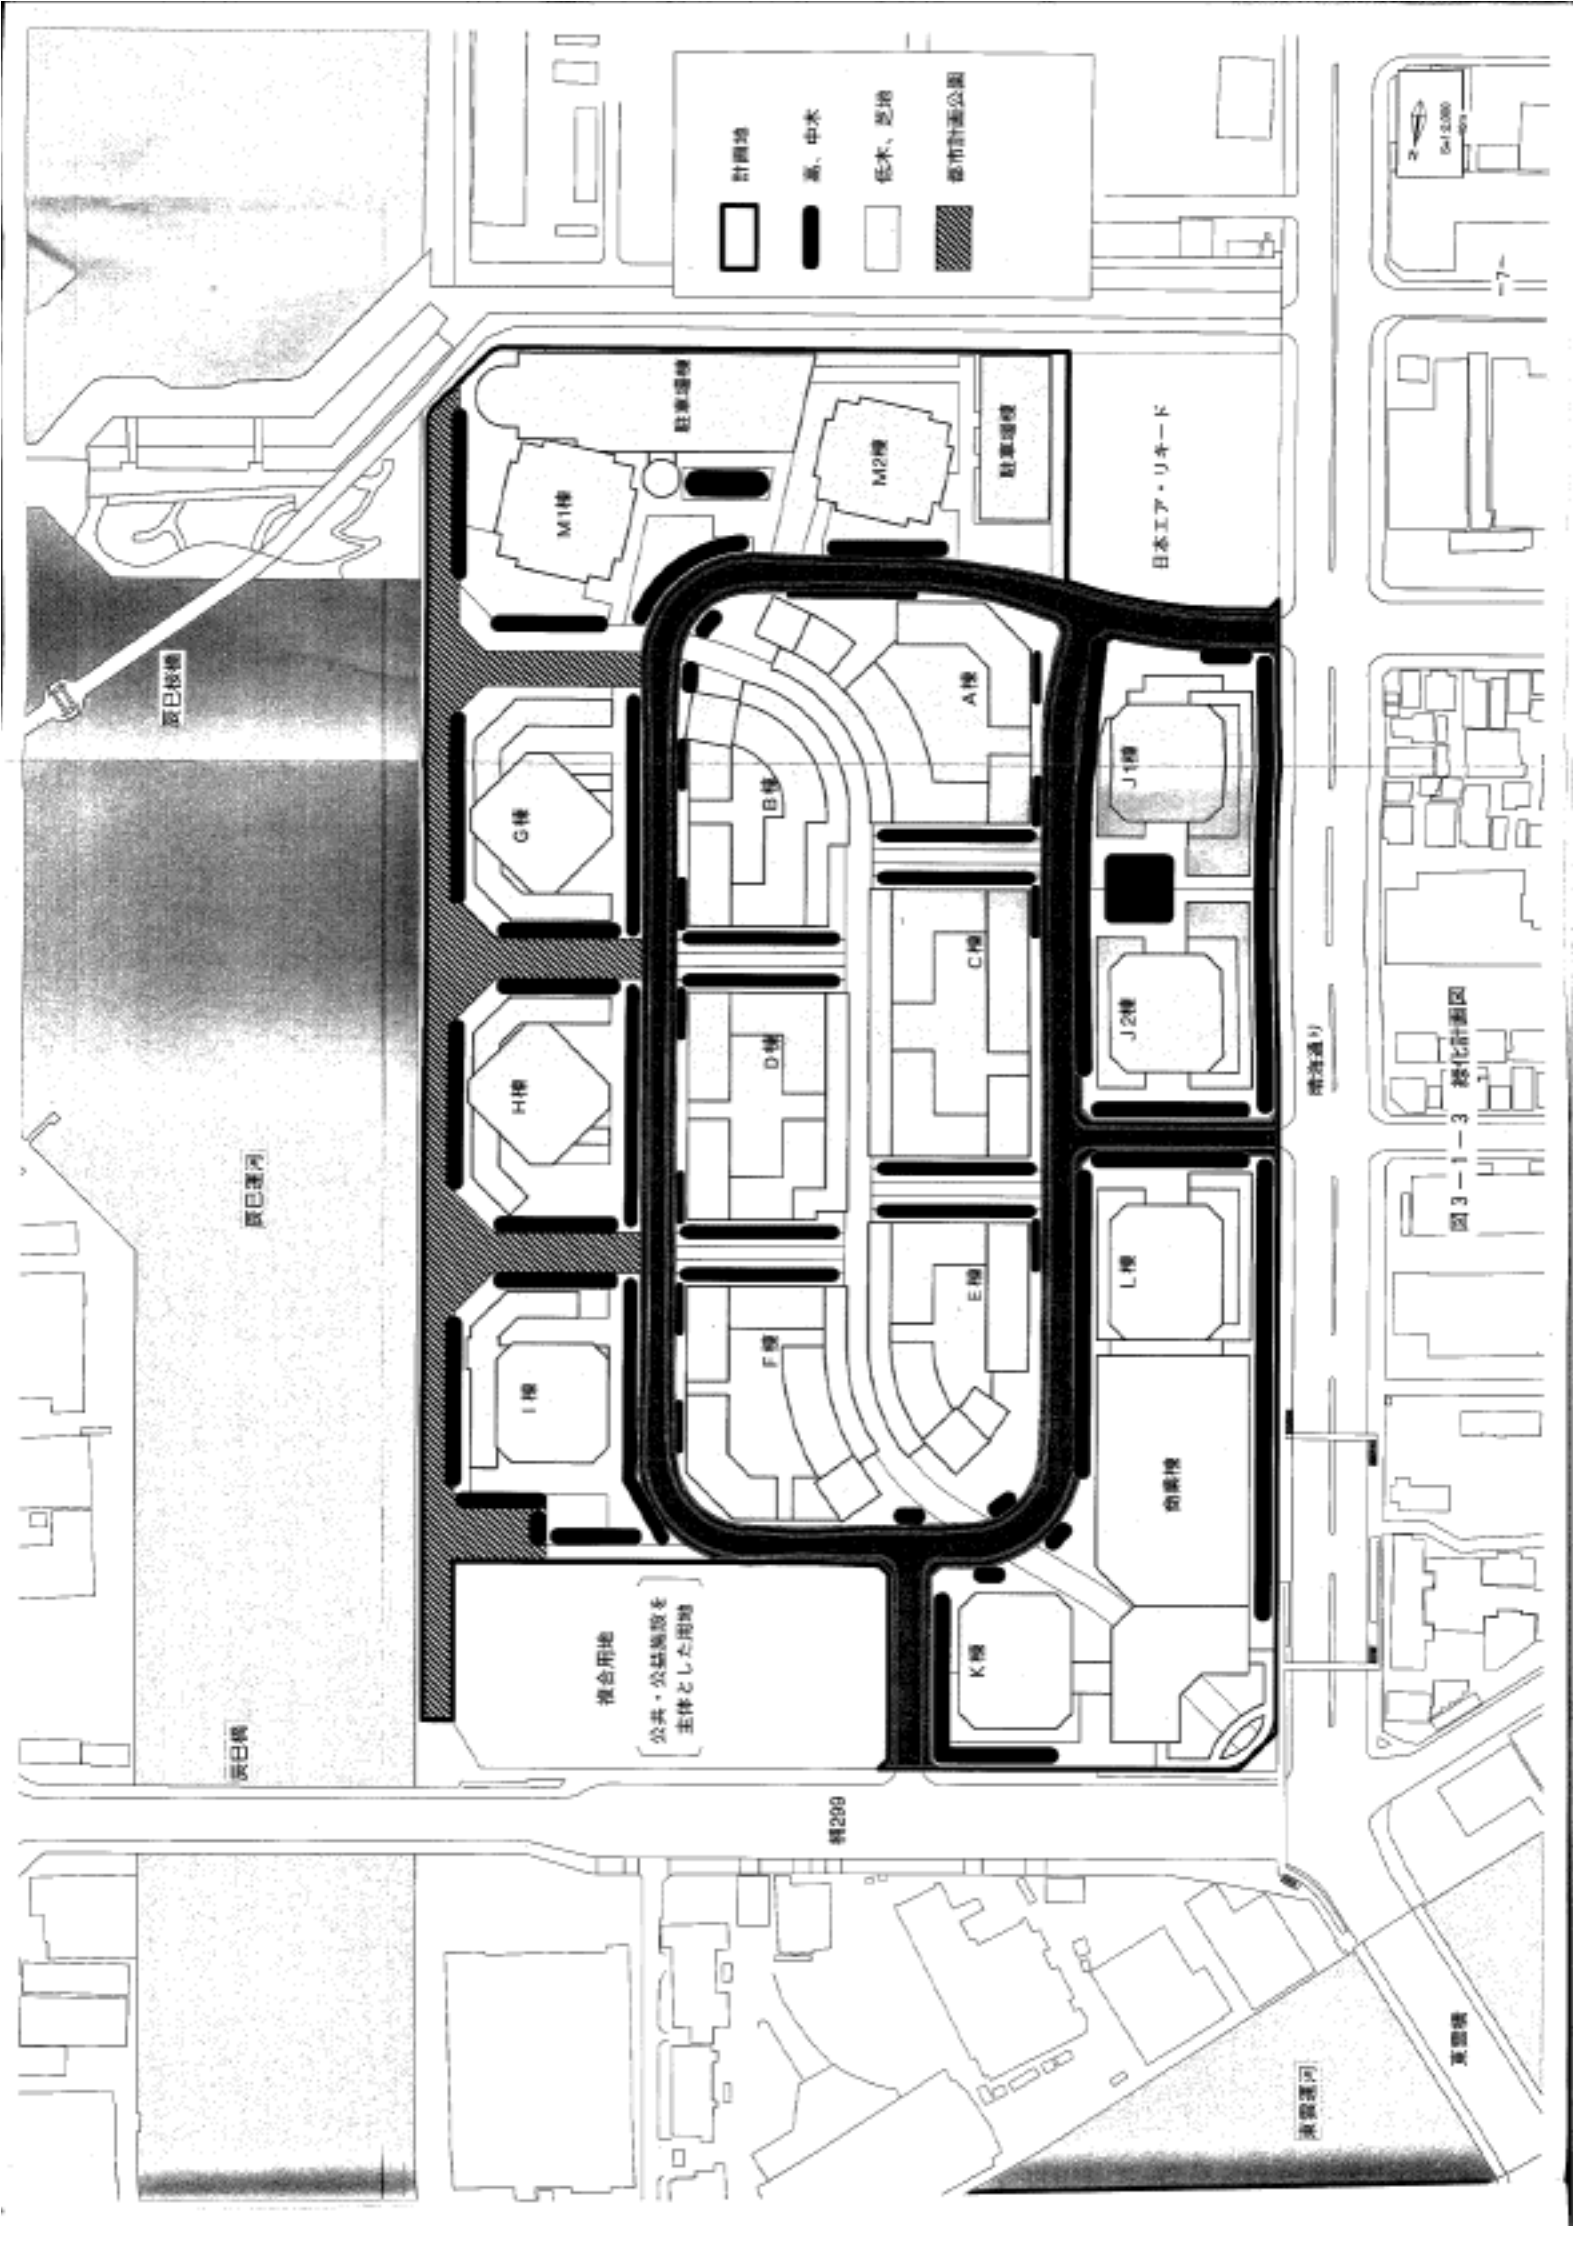 計画地
高、中木
低木、芝地
都市計画公園
N
S=1:2,000
-7-
駐車場棟
M1棟
M2棟
駐車場棟
日本エア・リキード
辰巳桜橋
A棟
B棟
G棟
J1棟
C棟
D棟
H棟
J2棟
晴海通り
図3-1-3 緑化計画図
辰巳運河
E棟
F棟
I棟
L棟
商業棟
K棟
複合用地
公共・公益施設を
主体とした用地
辰巳橋
補299
東雲橋
東雲運河